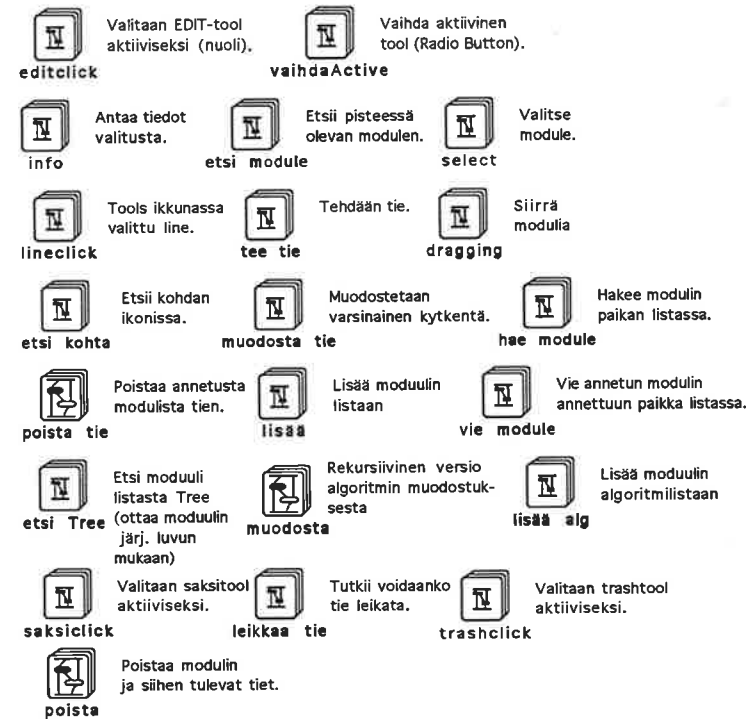 Valitaan EDIT-tool
aktiiviseksi (nuoli).
editclick
Vaihda aktiivinen
tool (Radio Button).
vaihdaActive
Antaa tiedot
valitusta.
info
Etsii pisteessä
olevan modulen.
etsi module
Valitse
module.
select
Tools ikkunassa
valittu line.
lineclick
Tehdään tie.
tee tie
Siirrä
modulia
dragging
Etsii kohdan
ikonissa.
etsi kohta
Muodostetaan
varsinainen kytkentä.
muodosta tie
Hakee modulin
paikan listassa.
hae module
Poistaa annetusta
modulista tien.
poista tie
Lisää moduulin
listaan
lisää
Vie annetun modulin
annettuun paikka listassa.
vie module
Etsi moduuli
listasta Tree
(ottaa moduulin
järj. luvun
mukaan)
etsi Tree
Rekursiivinen versio
algoritmin muodostuk-
sesta
muodosta
Lisää moduulin
algoritmilistaan
lisää alg
Valitaan saksitool
aktiiviseksi.
saksiclick
Tutkii voidaanko
tie leikata.
leikkaa tie
Valitaan trashtool
aktiiviseksi.
trashclick
Poistaa modulin
ja siihen tulevat tiet.
poista